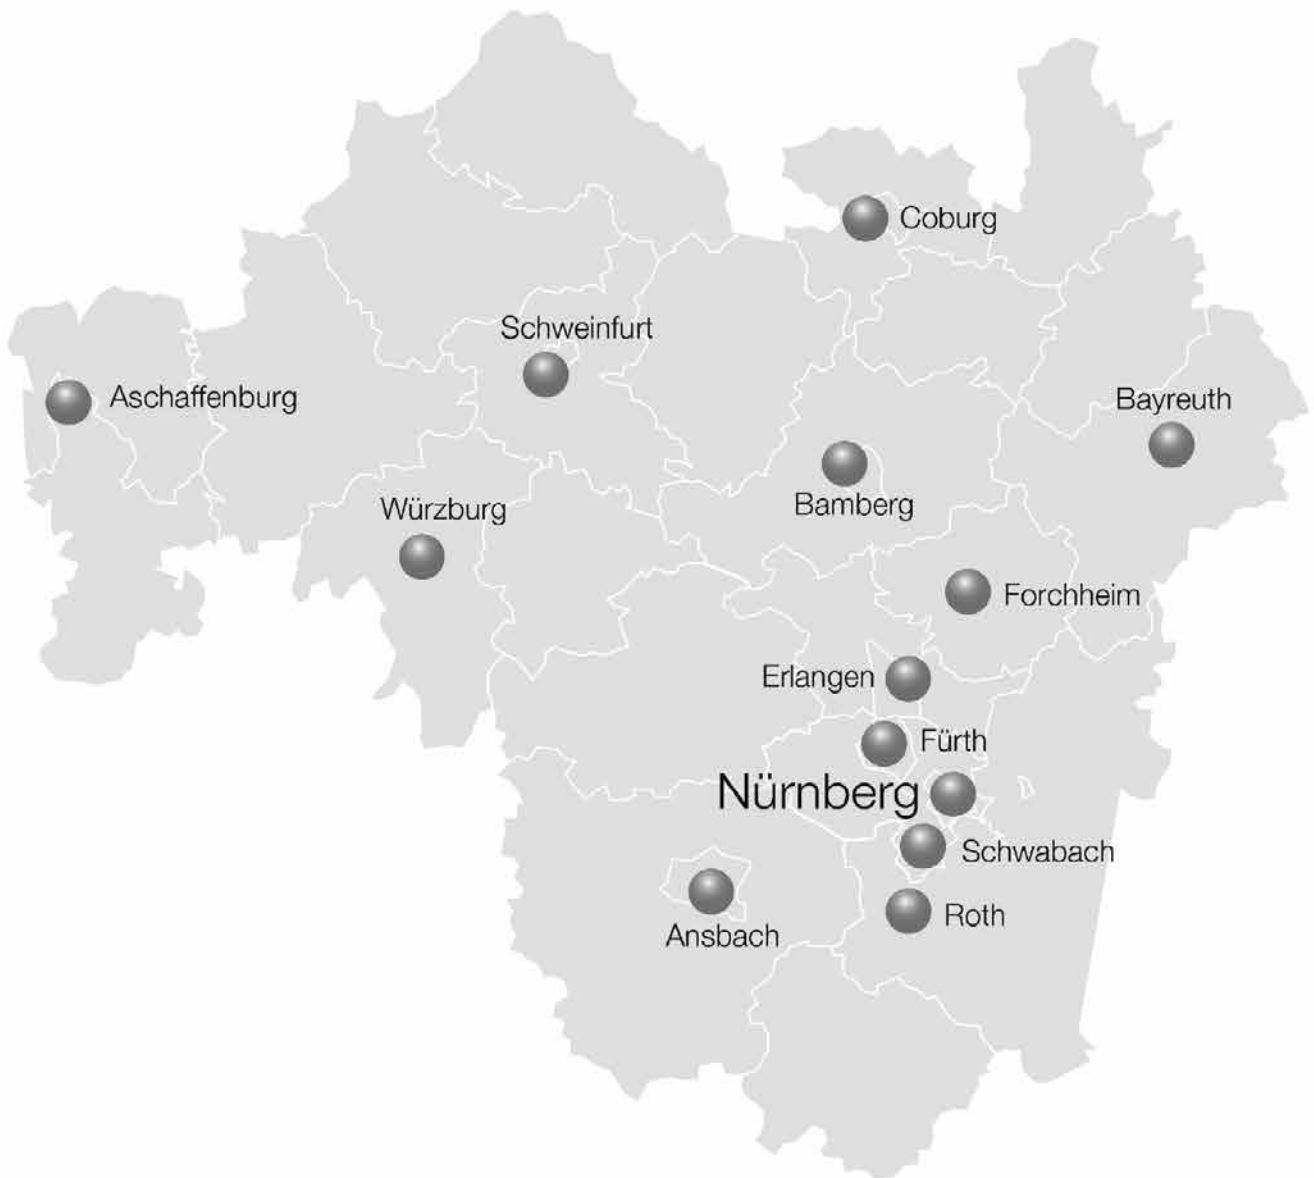 Coburg
Schweinfurt
Aschaffenburg
Bayreuth
Bamberg
Würzburg
Forchheim
Erlangen
Fürth
Nürnberg
Schwabach
Roth
Ansbach